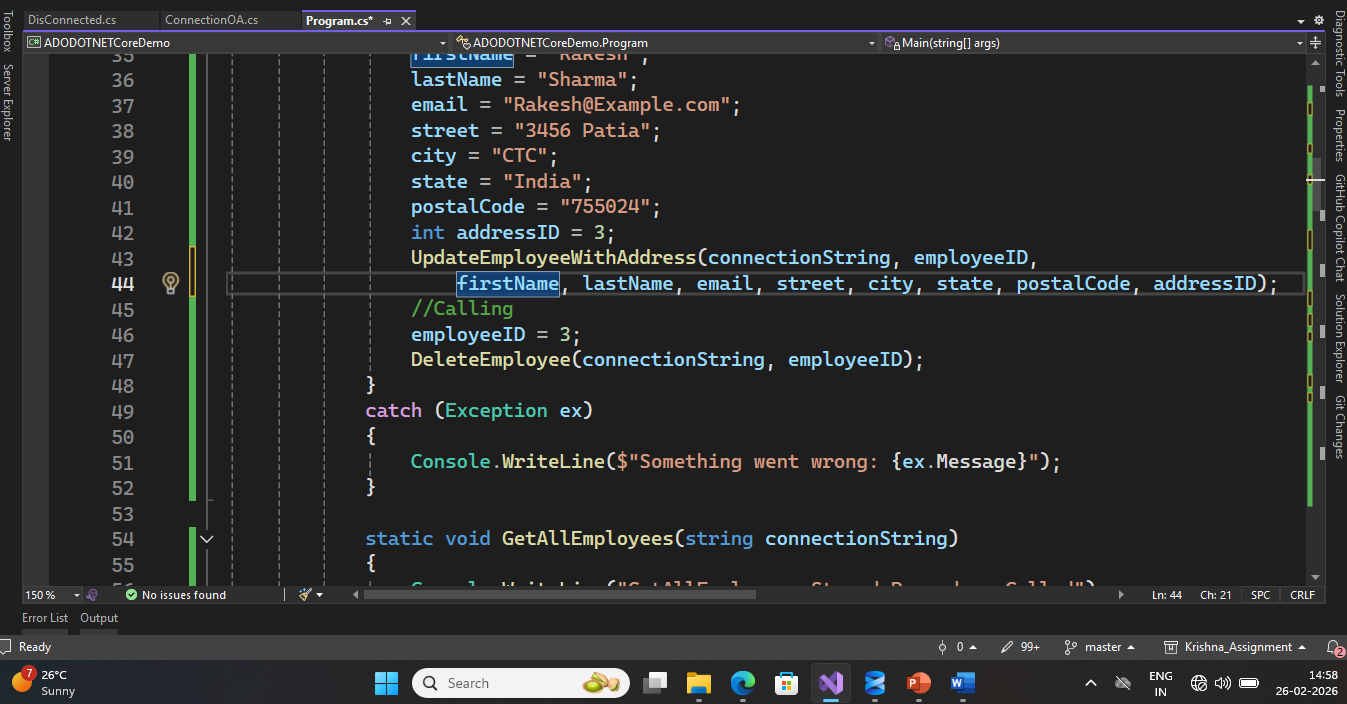 DisConnected.cs
ConnectionOA.cs
Program.cs*
ADODOTNETCoreDemo
ADODOTNETCoreDemo.Program
Main(string[] args)
Toolbox
Server Explorer
35 firstName = "Rakesh";
36 lastName = "Sharma";
37 email = "Rakesh@Example.com";
38 street = "3456 Patia";
39 city = "CTC";
40 state = "India";
41 postalCode = "755024";
42 int addressID = 3;
43 UpdateEmployeeWithAddress(connectionString, employeeID,
44 firstName, lastName, email, street, city, state, postalCode, addressID);
45 //Calling
46 employeeID = 3;
47 DeleteEmployee(connectionString, employeeID);
48 }
49 catch (Exception ex)
50 {
51 Console.WriteLine($"Something went wrong: {ex.Message}");
52 }
53
54 static void GetAllEmployees(string connectionString)
55 {
Diagnostic Tools
Properties
GitHub Copilot Chat
Solution Explorer
Git Changes
150 %
No issues found
Ln: 44
Ch: 21
SPC
CRLF
Error List
Output
Ready
0
99+
master
Krishna_Assignment
2
7
26°C
Sunny
Search
ENG
IN
14:58
26-02-2026